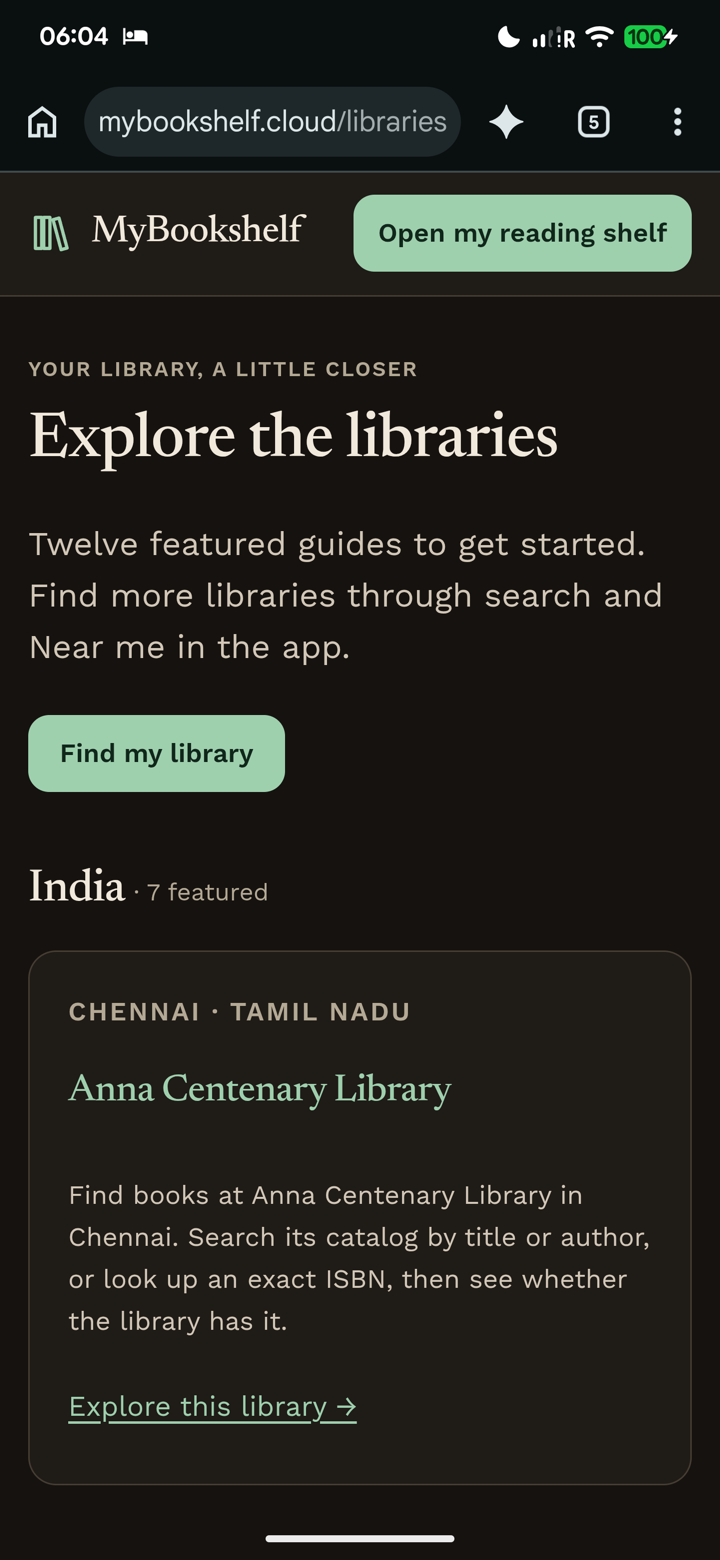 06:04
R
100
mybookshelf.cloud/libraries
5
MyBookshelf
Open my reading shelf
YOUR LIBRARY, A LITTLE CLOSER
Explore the libraries
Twelve featured guides to get started.
Find more libraries through search and
Near me in the app.
Find my library
India · 7 featured
CHENNAI · TAMIL NADU
Anna Centenary Library
Find books at Anna Centenary Library in
Chennai. Search its catalog by title or author,
or look up an exact ISBN, then see whether
the library has it.
Explore this library →